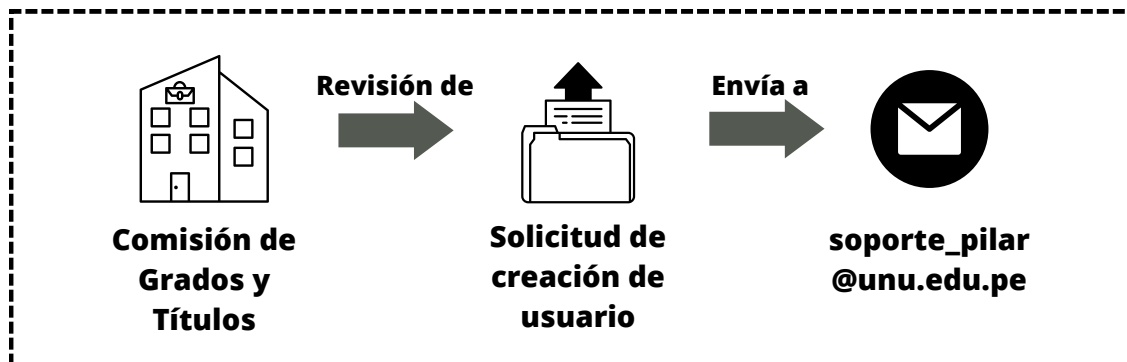 Revisión de
Envía a
Comisión de
Grados y
Títulos
Solicitud de
creación de
usuario
soporte_pilar
@unu.edu.pe